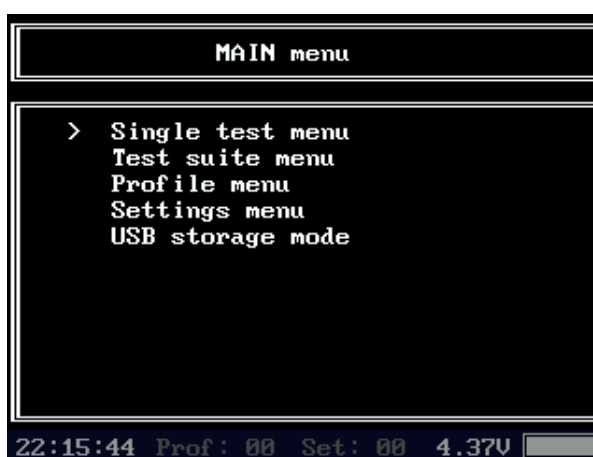 MAIN menu
> Single test menu
Test suite menu
Profile menu
Settings menu
USB storage mode
22:15:44 Prof: 00 Set: 00 4.37V